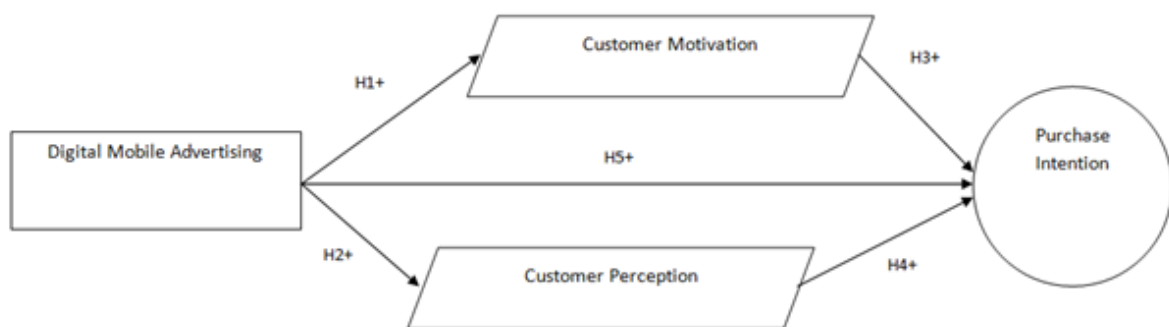 Customer Motivation
H1+
H3+
Digital Mobile Advertising
H5+
Purchase
Intention
H2+
Customer Perception
H4+